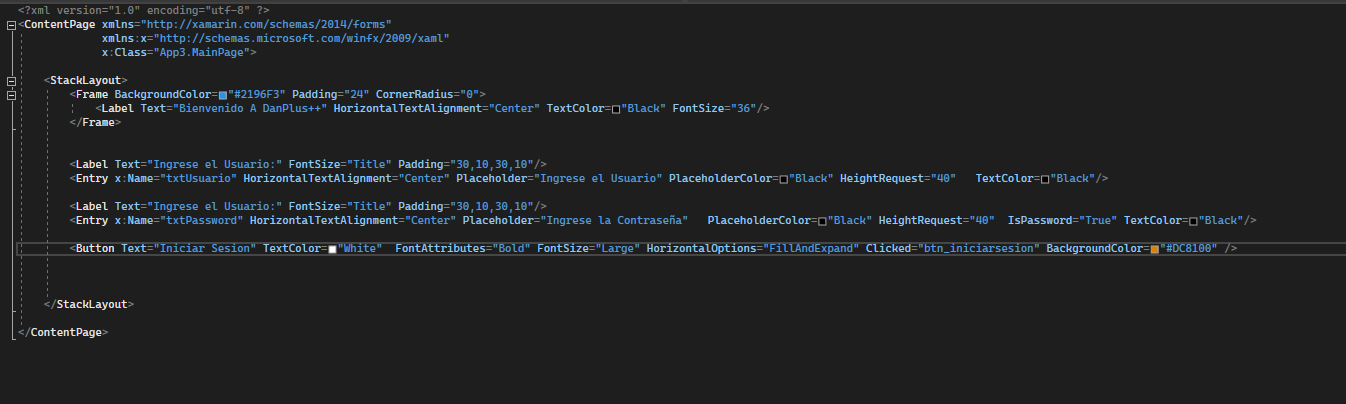 <?xml version="1.0" encoding="utf-8" ?>
<ContentPage xmlns="http://xamarin.com/schemas/2014/forms"
xmlns:x="http://schemas.microsoft.com/winfx/2009/xaml"
x:Class="App3.MainPage">
<StackLayout>
<Frame BackgroundColor="#2196F3" Padding="24" CornerRadius="0">
<Label Text="Bienvenido A DanPlus++" HorizontalTextAlignment="Center" TextColor="Black" FontSize="36"/>
</Frame>
<Label Text="Ingrese el Usuario:" FontSize="Title" Padding="30,10,30,10"/>
<Entry x:Name="txtUsuario" HorizontalTextAlignment="Center" Placeholder="Ingrese el Usuario" PlaceholderColor="Black" HeightRequest="40"   TextColor="Black"/>
<Label Text="Ingrese el Usuario:" FontSize="Title" Padding="30,10,30,10"/>
<Entry x:Name="txtPassword" HorizontalTextAlignment="Center" Placeholder="Ingrese la Contraseña"   PlaceholderColor="Black" HeightRequest="40"  IsPassword="True" TextColor="Black"/>
<Button Text="Iniciar Sesion" TextColor="White"  FontAttributes="Bold" FontSize="Large" HorizontalOptions="FillAndExpand" Clicked="btn_iniciarsesion" BackgroundColor="#DC8100" />
</StackLayout>
</ContentPage>